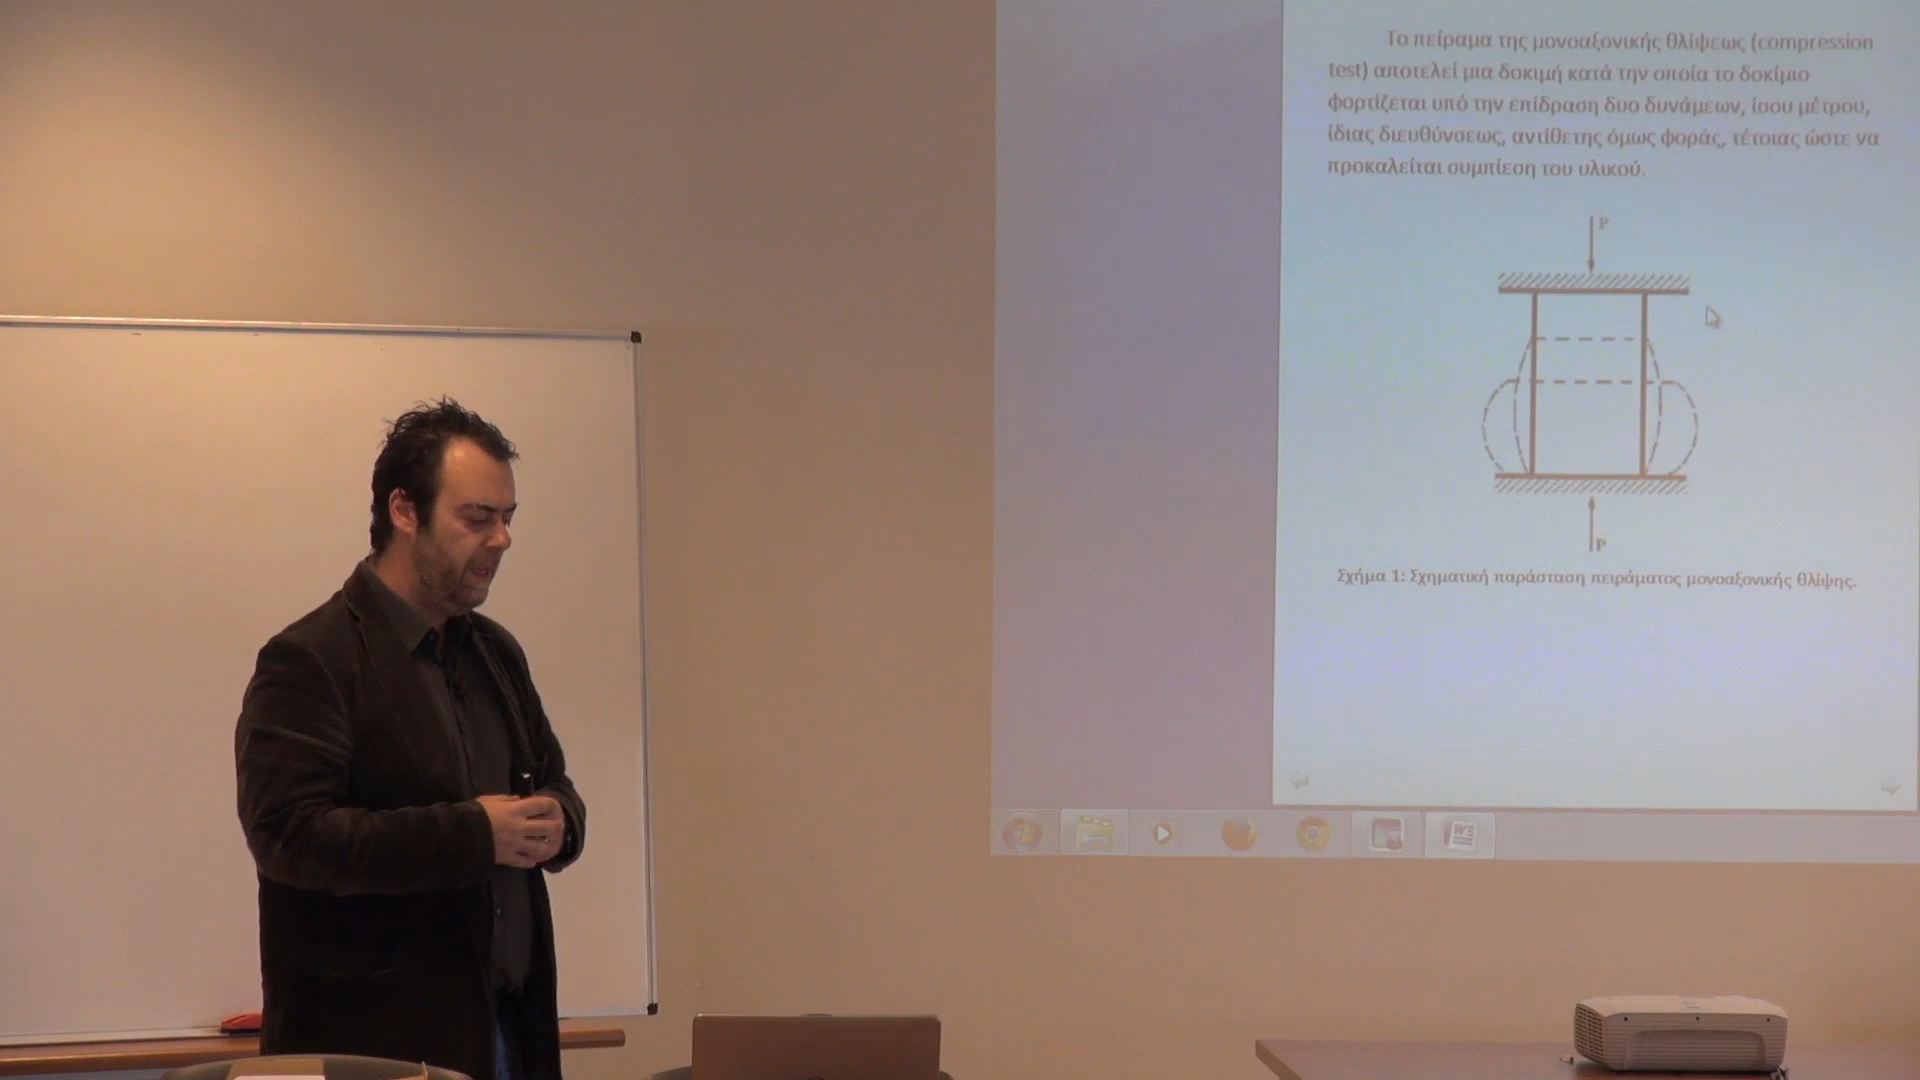 Το πείραμα της μονοαξονικής θλίψεως (compression
test) αποτελεί μια δοκιμή κατά την οποία το δοκίμιο
φορτίζεται υπό την επίδραση δυο δυνάμεων, ίσου μέτρου,
ίδιας διευθύνσεως, αντίθετης όμως φοράς, τέτοιας ώστε να
προκαλείται συμπίεση του υλικού.
P
P
Σχήμα 1: Σχηματική παράσταση πειράματος μονοαξονικής θλίψης.